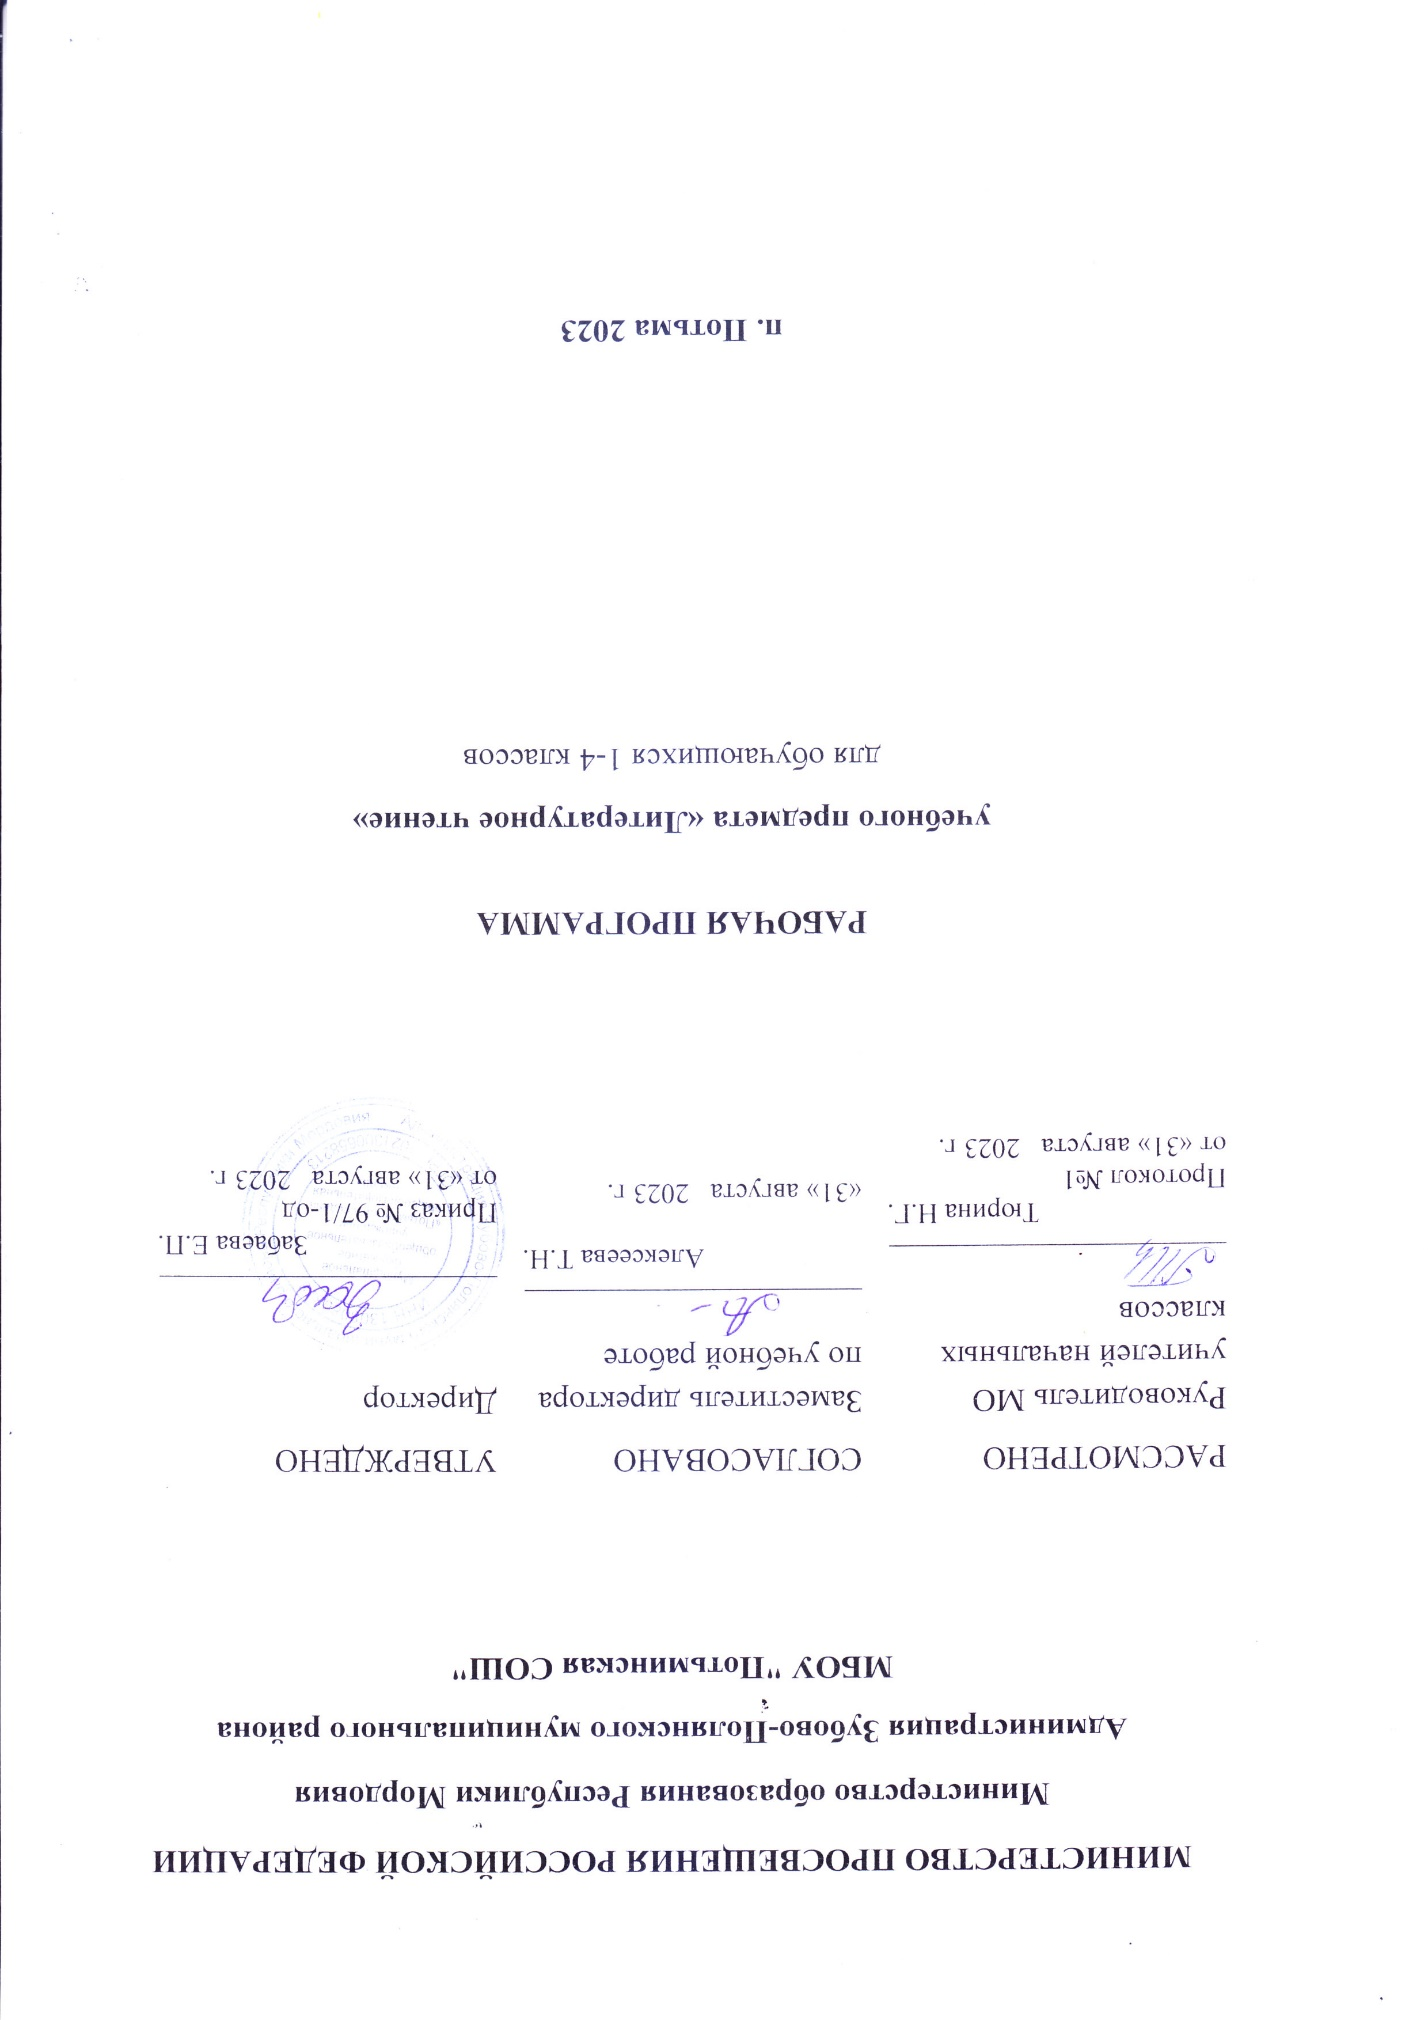 МИНИСТЕРСТВО ПРОСВЕЩЕНИЯ РОССИЙСКОЙ ФЕДЕРАЦИИ
Министерство образования Республики Мордовия
Администрация Зубово-Полянского муниципального района
МБОУ "Потьминская СОШ"
РАССМОТРЕНО
Руководитель МО
учителей начальных
классов
Тюрина Н.Г.
Протокол №1
от «31» августа 2023 г.
СОГЛАСОВАНО
Заместитель директора
по учебной работе
Алексеева Т.Н.
«31» августа 2023 г.
УТВЕРЖДЕНО
Директор
Забаева Е.П.
Приказ № 97/1-од
от «31» августа 2023 г.
РАБОЧАЯ ПРОГРАММА
учебного предмета «Литературное чтение»
для обучающихся 1-4 классов
п. Потьма 2023